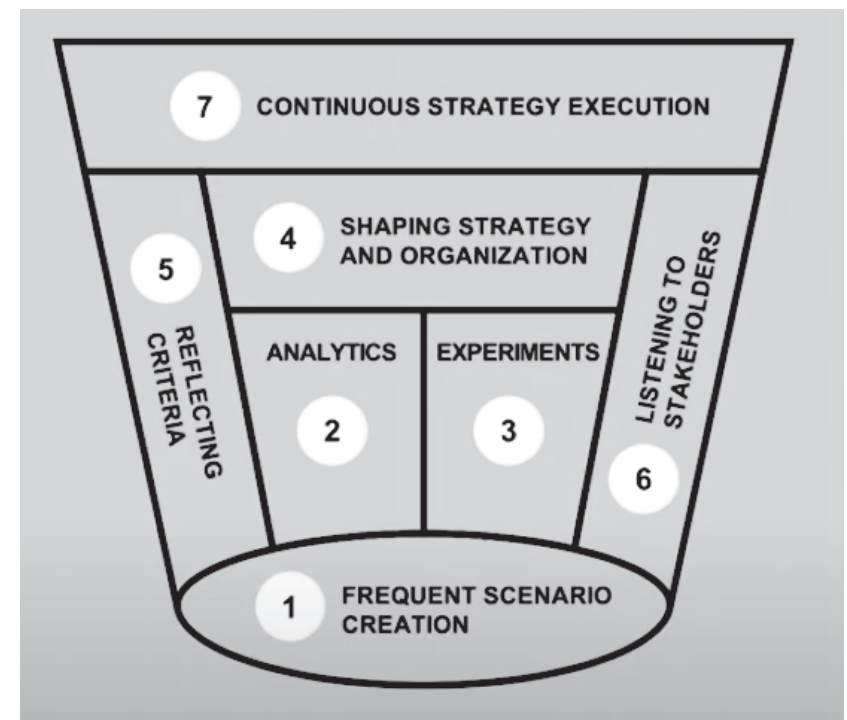 7 CONTINUOUS STRATEGY EXECUTION
4 SHAPING STRATEGY
AND ORGANIZATION
5
REFLECTING
CRITERIA
ANALYTICS
2
EXPERIMENTS
3
LISTENING TO
STAKEHOLDERS
6
1 FREQUENT SCENARIO
CREATION